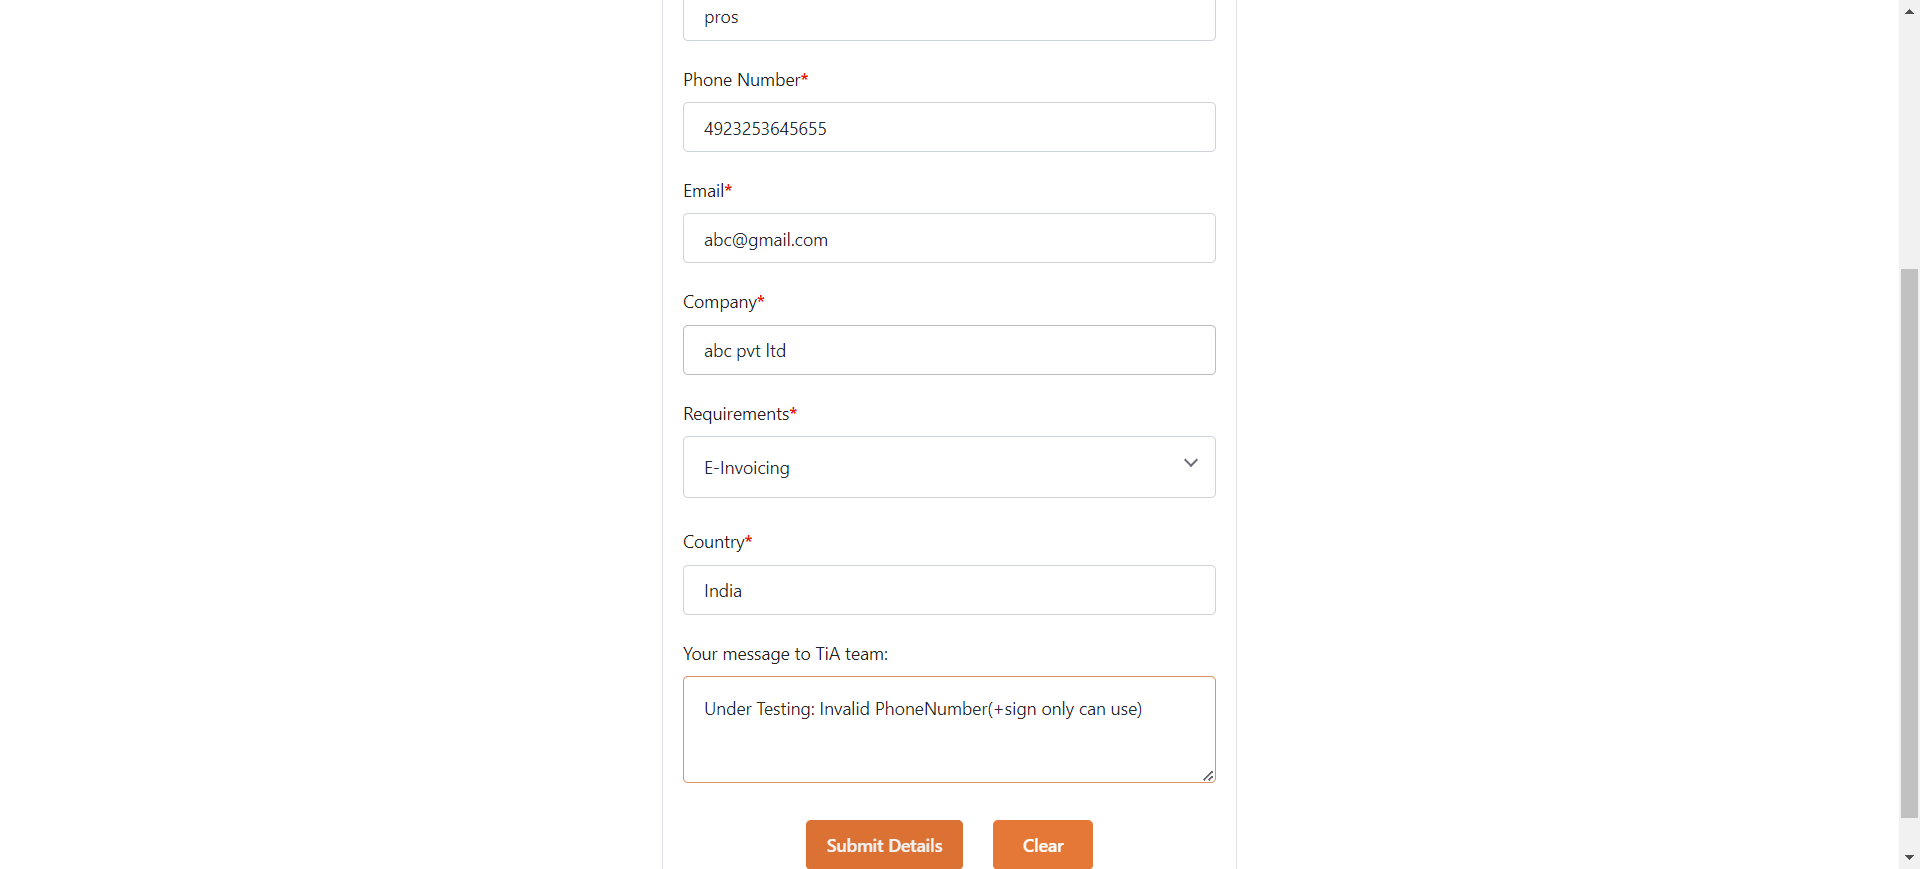 pros
Phone Number*
4923253645655
Email*
abc@gmail.com
Company*
abc pvt ltd
Requirements*
E-Invoicing
Country*
India
Your message to TiA team:
Under Testing: Invalid PhoneNumber(+sign only can use)
Submit Details
Clear